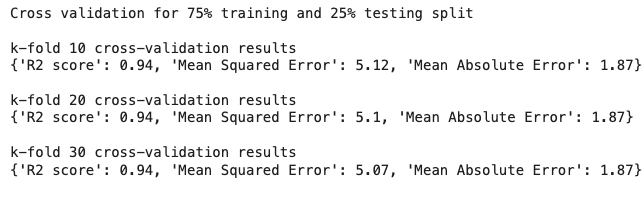 Cross validation for 75% training and 25% testing split
k-fold 10 cross-validation results
{'R2 score': 0.94, 'Mean Squared Error': 5.12, 'Mean Absolute Error': 1.87}
k-fold 20 cross-validation results
{'R2 score': 0.94, 'Mean Squared Error': 5.1, 'Mean Absolute Error': 1.87}
k-fold 30 cross-validation results
{'R2 score': 0.94, 'Mean Squared Error': 5.07, 'Mean Absolute Error': 1.87}